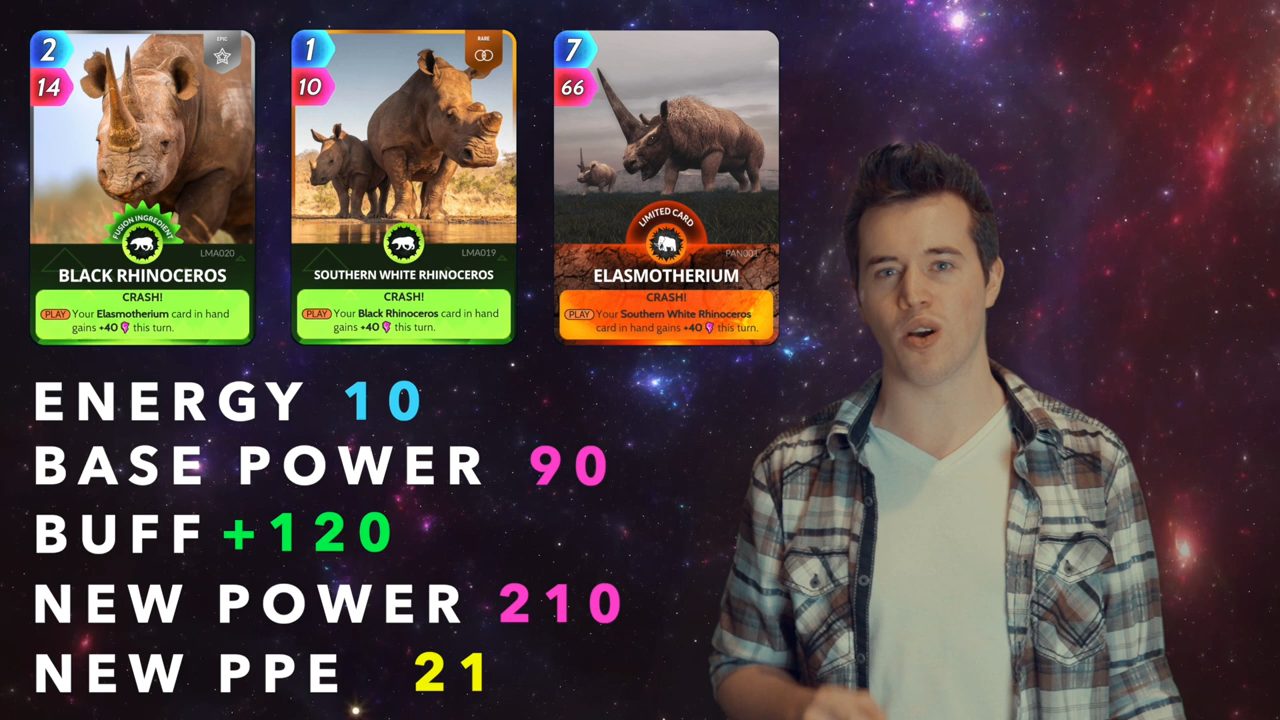 2
14
EPIC
FUSION INGREDIENT
LMA020
BLACK RHINOCEROS
CRASH!
PLAY Your Elasmotherium card in hand
gains +40 this turn.
1
10
RARE
LMA019
SOUTHERN WHITE RHINOCEROS
CRASH!
PLAY Your Black Rhinoceros card in hand
gains +40 this turn.
7
66
LIMITED CARD
PAN001
ELASMOTHERIUM
CRASH!
PLAY Your Southern White Rhinoceros
card in hand gains +40 this turn.
ENERGY 10
BASE POWER 90
BUFF +120
NEW POWER 210
NEW PPE 21